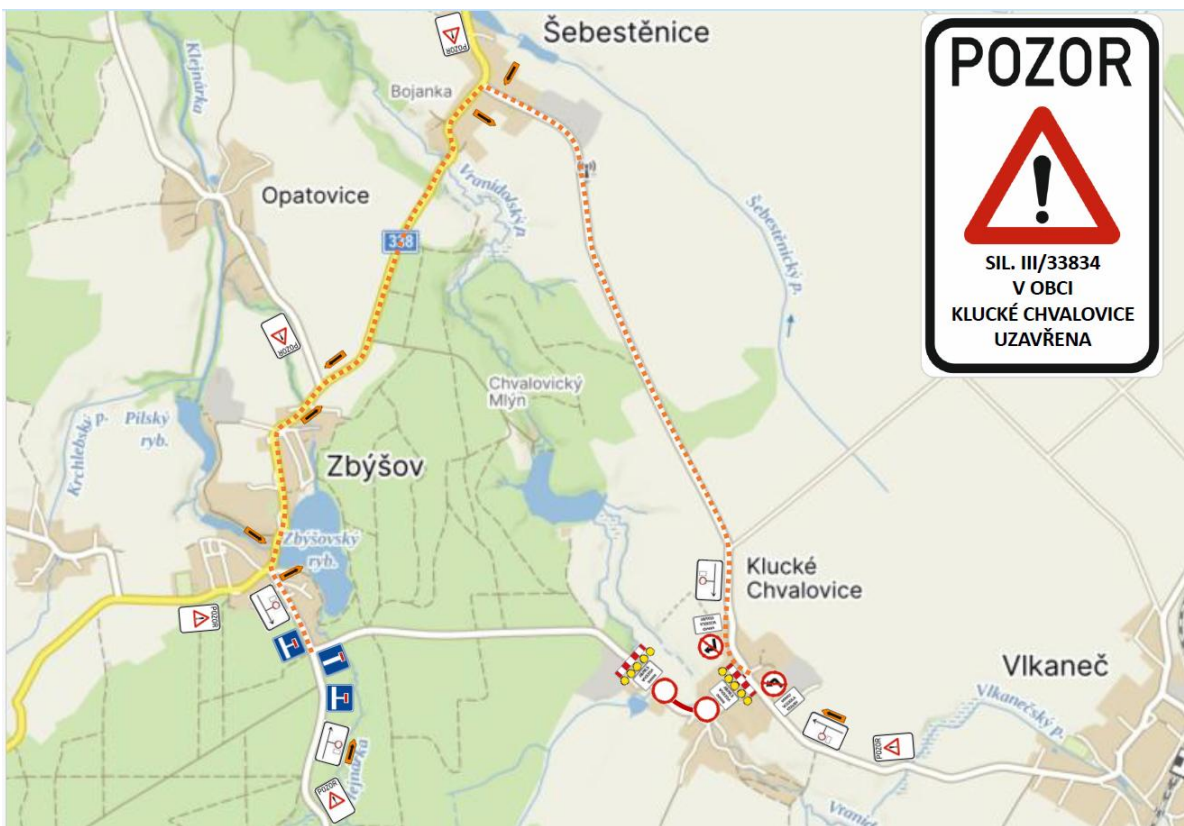 Šebestěnice
POZOR
SIL. III/33834
V OBCI
KLUCKÉ CHVALOVICE
UZAVŘENA
POZOR
Klejnárka
Bojanka
Opatovice
Vranidolský p.
Šebestěnický p.
338
POZOR
Chvalovický
Mlýn
Krchlebský p.
Pilský
ryb.
Zbýšov
Zbýšovský
ryb.
Klucké
Chvalovice
POZOR
Vlkaneč
Vlkanečský p.
POZOR
POZOR